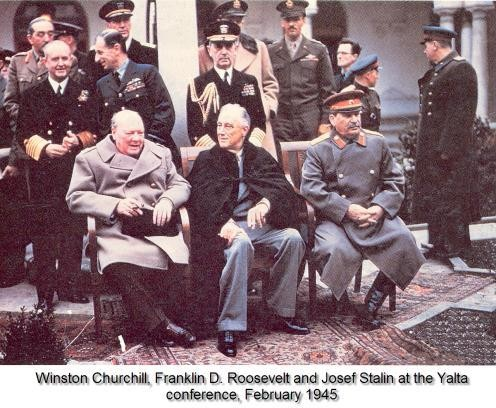 Winston Churchill, Franklin D. Roosevelt and Josef Stalin at the Yalta
conference, February 1945